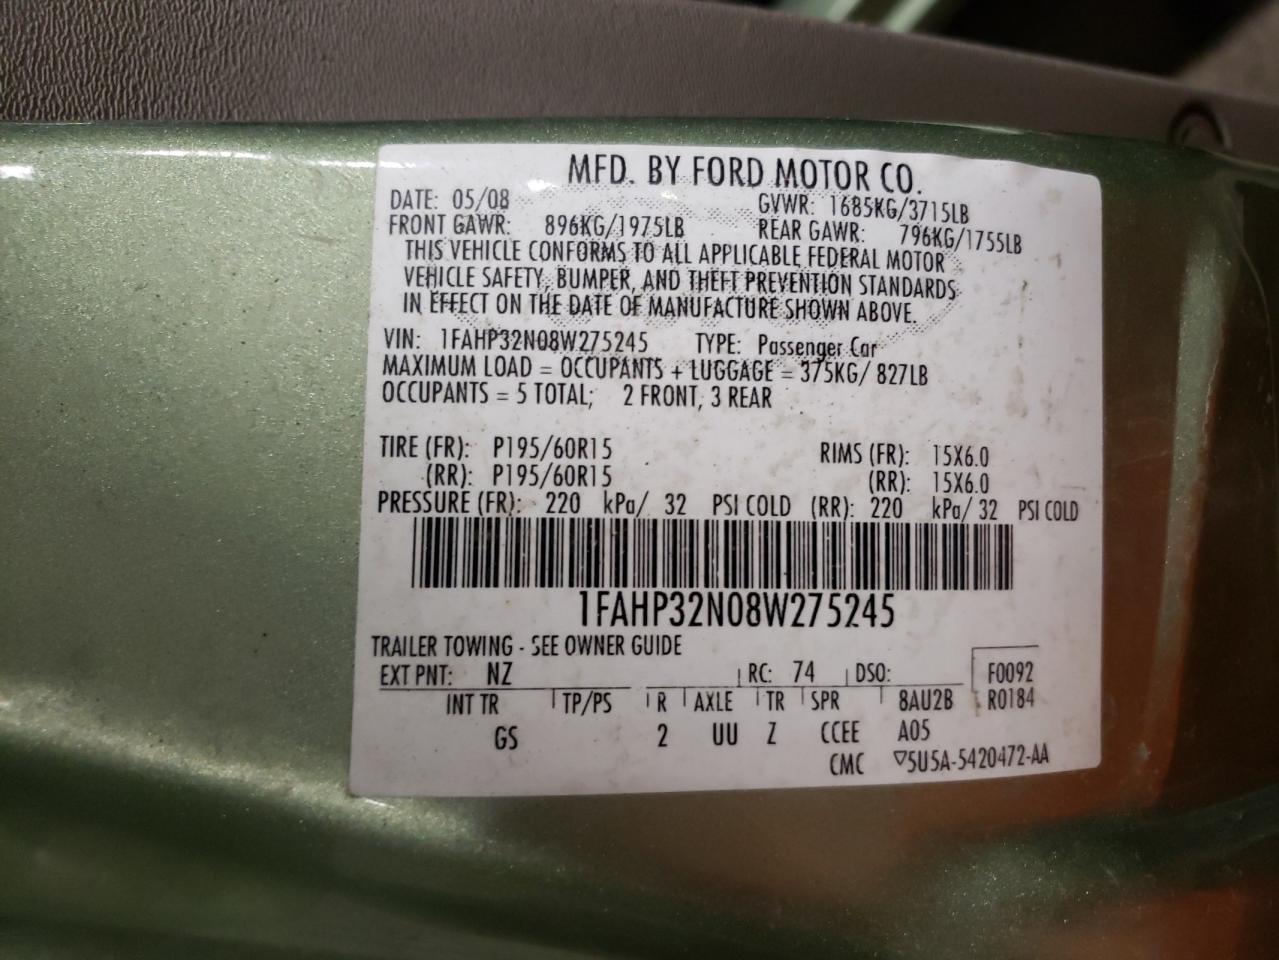 MFD. BY FORD MOTOR CO.
DATE: 05/08 GVWR: 1685KG/3715LB
FRONT GAWR: 896KG/1975LB REAR GAWR: 796KG/1755LB
THIS VEHICLE CONFORMS TO ALL APPLICABLE FEDERAL MOTOR
VEHICLE SAFETY, BUMPER, AND THEFT PREVENTION STANDARDS
IN EFFECT ON THE DATE OF MANUFACTURE SHOWN ABOVE.
VIN: 1FAHP32N08W275245 TYPE: Passenger Car
MAXIMUM LOAD = OCCUPANTS + LUGGAGE = 375KG/ 827LB
OCCUPANTS = 5 TOTAL; 2 FRONT, 3 REAR
TIRE (FR): P195/60R15 RIMS (FR): 15X6.0
(RR): P195/60R15 (RR): 15X6.0
PRESSURE (FR): 220 kPa/ 32 PSI COLD (RR): 220 kPa/ 32 PSI COLD
1FAHP32N08W275245
TRAILER TOWING - SEE OWNER GUIDE
EXT PNT: NZ RC: 74 DSO: F0092
INT TR TP/PS R AXLE TR SPR 8AU2B R0184
GS 2 UU Z CCEE A05
CMC ▽5U5A-5420472-AA